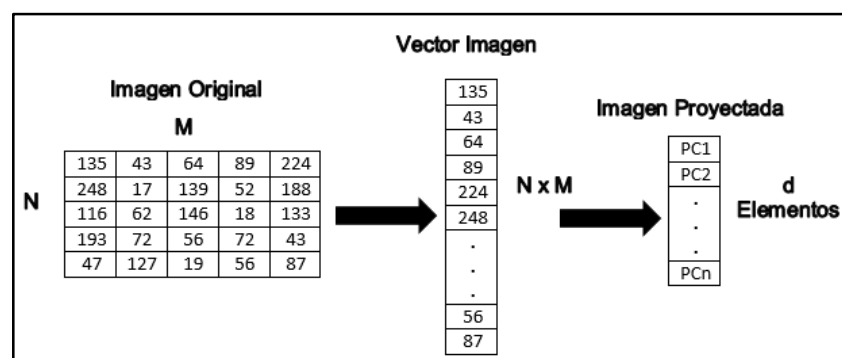 Vector Imagen
Imagen Original
M
N
135 43 64 89 224
248 17 139 52 188
116 62 146 18 133
193 72 56 72 43
47 127 19 56 87
135
43
64
89
224
248
.
.
.
56
87
N x M
Imagen Proyectada
PC1
PC2
.
.
.
PCn
d
Elementos